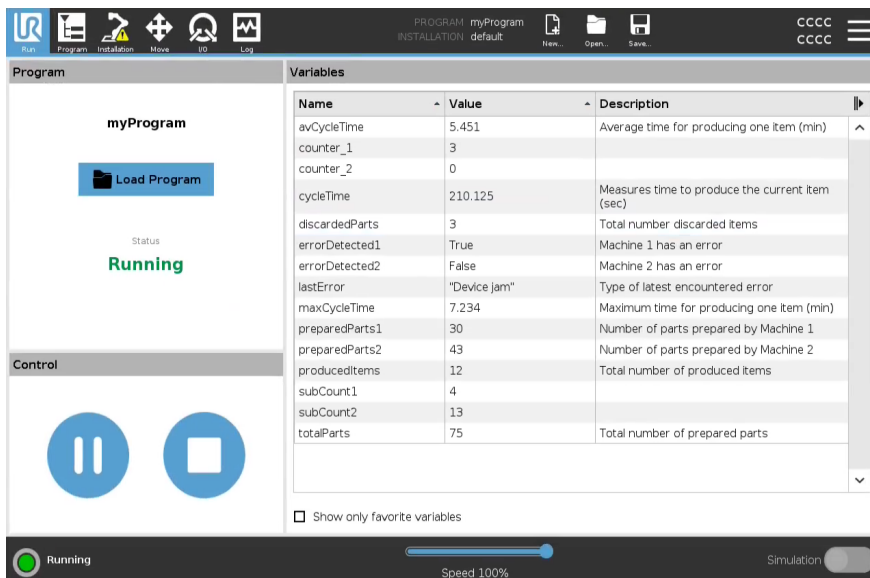 UR
Run
Program
Installation
Move
I/O
Log
PROGRAM myProgram
INSTALLATION default
New...
Open...
Save...
CCCC
CCCC
Program
myProgram
Load Program
Status
Running
Control
Variables
Name Value Description
avCycleTime 5.451 Average time for producing one item (min)
counter_1 3
counter_2 0
cycleTime 210.125 Measures time to produce the current item
(sec)
discardedParts 3 Total number discarded items
errorDetected1 True Machine 1 has an error
errorDetected2 False Machine 2 has an error
lastError "Device jam" Type of latest encountered error
maxCycleTime 7.234 Maximum time for producing one item (min)
preparedParts1 30 Number of parts prepared by Machine 1
preparedParts2 43 Number of parts prepared by Machine 2
producedItems 12 Total number of produced items
subCount1 4
subCount2 13
totalParts 75 Total number of prepared parts
Show only favorite variables
Running
Speed 100%
Simulation